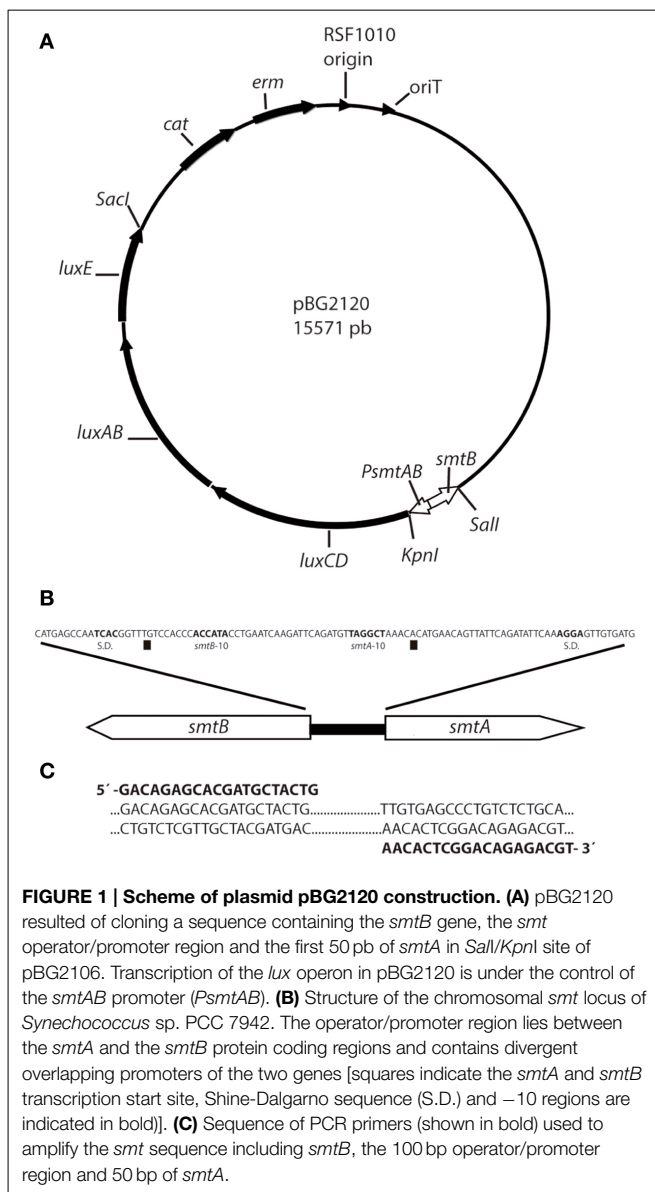 A
RSF1010
origin
oriT
erm
cat
SacI
luxE
pBG2120
15571 pb
luxAB
PsmtAB
smtB
SalI
KpnI
luxCD
B
CATGAGCCAATCACGGTTTGTCCACCCACCATACCTGAATCAAGATTCAGATGTTAGGCTAAACACATGAACAGTTATTCAGATATTCAAAAGGAGTTGTGATG
S.D. smtB-10 smtA-10 S.D.
smtB smtA
C
5´-GACAGAGCACGATGCTACTG
...GACAGAGCACGATGCTACTG.....................TTGTGAGCCCTGTCTCTGCA...
...CTGTCTCGTTGCTACGATGAC....................AACACTCGGACAGAGACGT...
AACACTCGGACAGAGACGT- 3´
FIGURE 1 | Scheme of plasmid pBG2120 construction. (A) pBG2120
resulted of cloning a sequence containing the smtB gene, the smt
operator/promoter region and the first 50 pb of smtA in SalI/KpnI site of
pBG2106. Transcription of the lux operon in pBG2120 is under the control of
the smtAB promoter (PsmtAB). (B) Structure of the chromosomal smt locus of
Synechococcus sp. PCC 7942. The operator/promoter region lies between
the smtA and the smtB protein coding regions and contains divergent
overlapping promoters of the two genes [squares indicate the smtA and smtB
transcription start site, Shine-Dalgarno sequence (S.D.) and −10 regions are
indicated in bold)]. (C) Sequence of PCR primers (shown in bold) used to
amplify the smt sequence including smtB, the 100 bp operator/promoter
region and 50 bp of smtA.